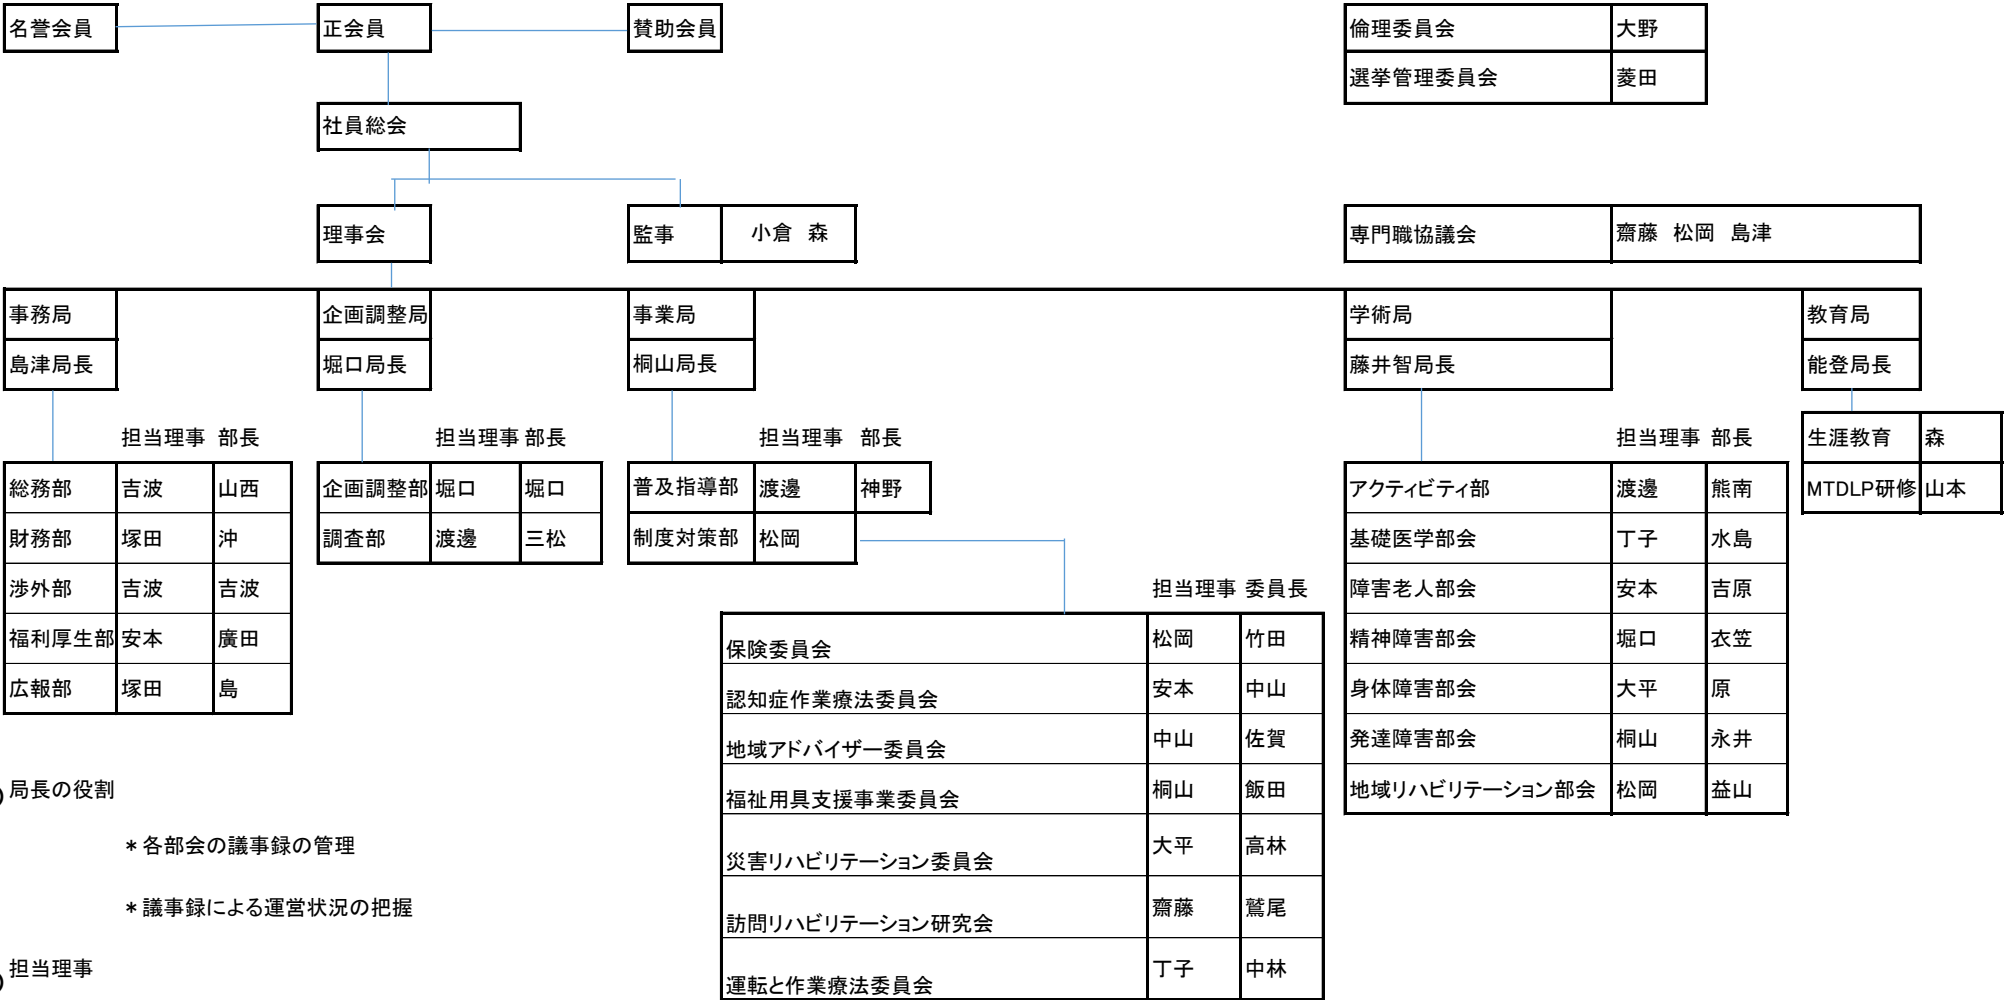 名誉会員 正会員 賛助会員 倫理委員会 大野
選挙管理委員会 菱田
社員総会
理事会 監事 小倉 森 専門職協議会 齋藤 松岡 島津
事務局 企画調整局 事業局 学術局 教育局
島津局長 堀口局長 桐山局長 藤井智局長 能登局長
担当理事 部長 担当理事 部長 担当理事 部長 担当理事 部長 生涯教育 森
総務部 吉波 山西 企画調整部 堀口 堀口 普及指導部 渡邊 神野 アクティビティ部 渡邊 熊南 MTDLP研修 山本
財務部 塚田 沖 調査部 渡邊 三松 制度対策部 松岡 基礎医学部会 丁子 水島
渉外部 吉波 吉波 担当理事 委員長 障害老人部会 安本 吉原
福利厚生部 安本 廣田 保険委員会 松岡 竹田 精神障害部会 堀口 衣笠
広報部 塚田 島 認知症作業療法委員会 安本 中山 身体障害部会 大平 原
地域アドバイザー委員会 中山 佐賀 発達障害部会 桐山 永井
局長の役割 福祉用具支援事業委員会 桐山 飯田 地域リハビリテーション部会 松岡 益山
*各部会の議事録の管理 災害リハビリテーション委員会 大平 高林
*議事録による運営状況の把握 訪問リハビリテーション研究会 齋藤 鷲尾
担当理事 運転と作業療法委員会 丁子 中林